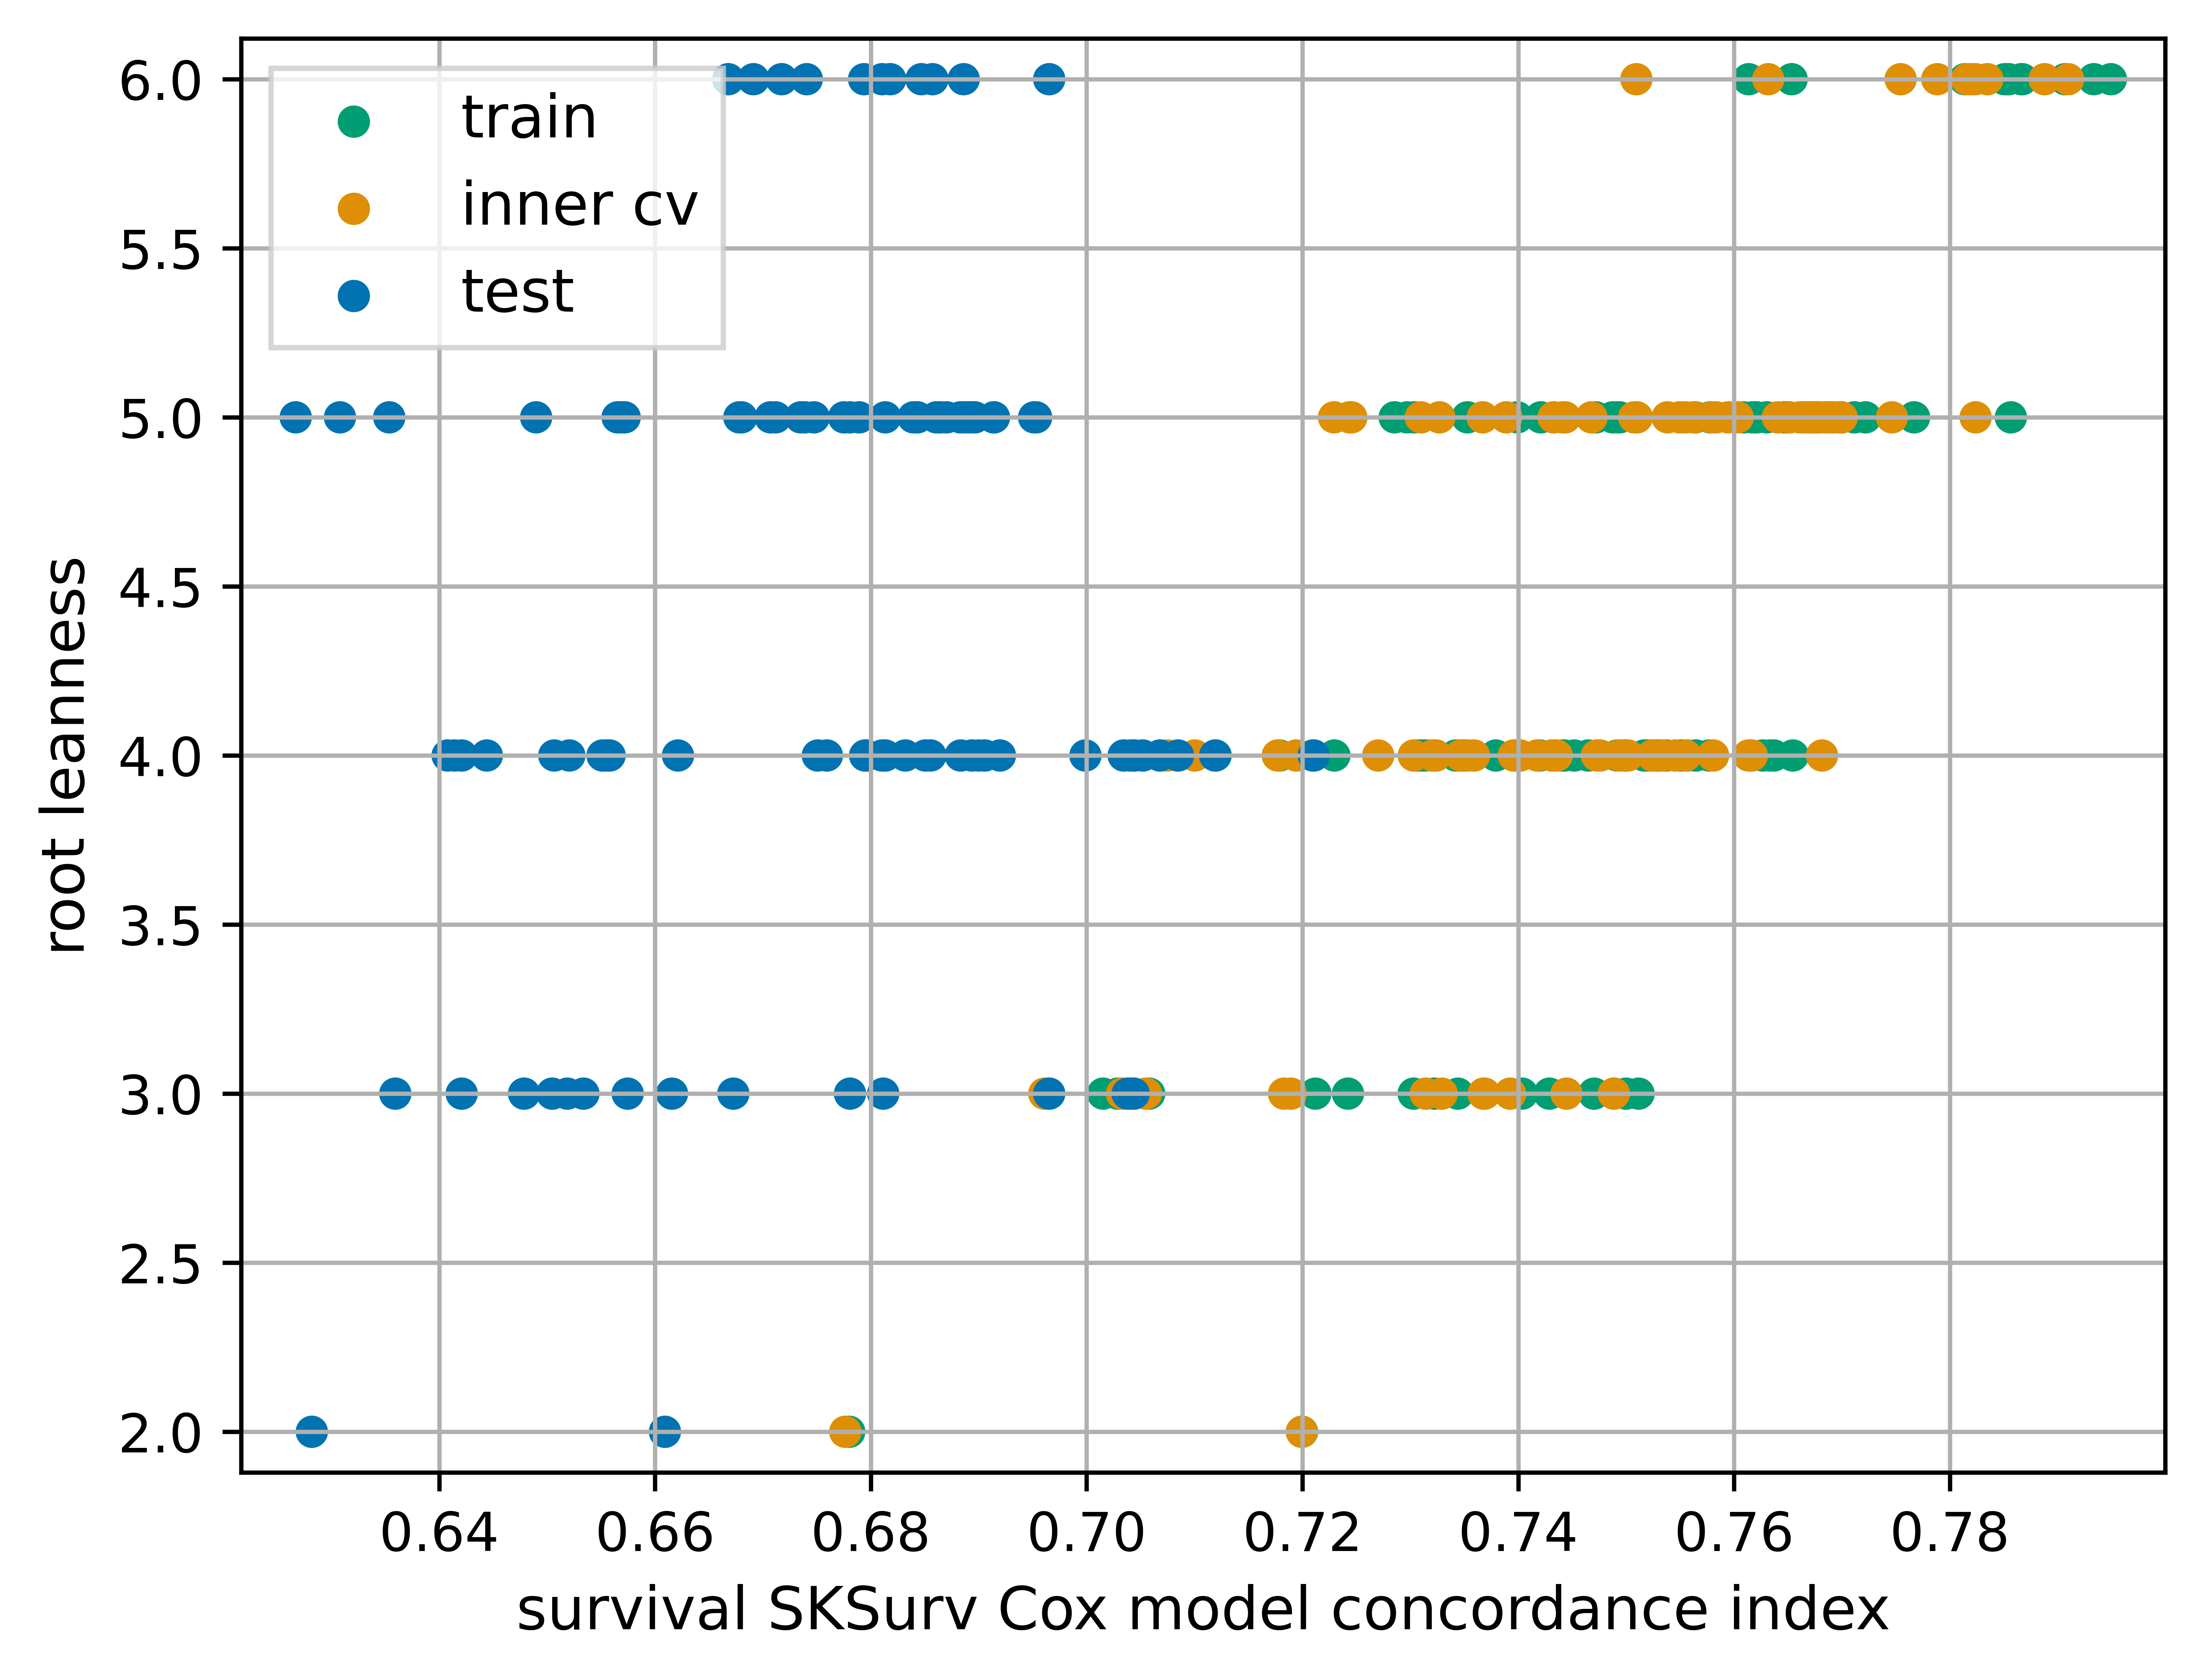 train
inner cv
test
root leanness
6.0
5.5
5.0
4.5
4.0
3.5
3.0
2.5
2.0
0.64 0.66 0.68 0.70 0.72 0.74 0.76 0.78
survival SKSurv Cox model concordance index